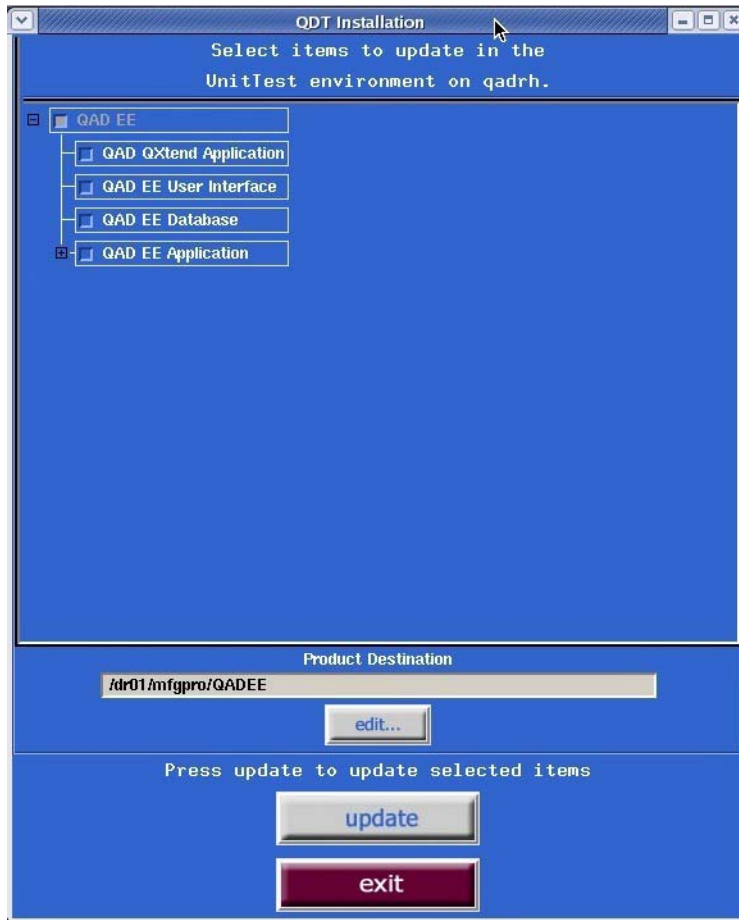 QDT Installation
Select items to update in the
UnitTest environment on qadrh.
QAD EE
QAD QXtend Application
QAD EE User Interface
QAD EE Database
QAD EE Application
Product Destination
/dr01/mfgpro/QADEE
edit...
Press update to update selected items
update
exit